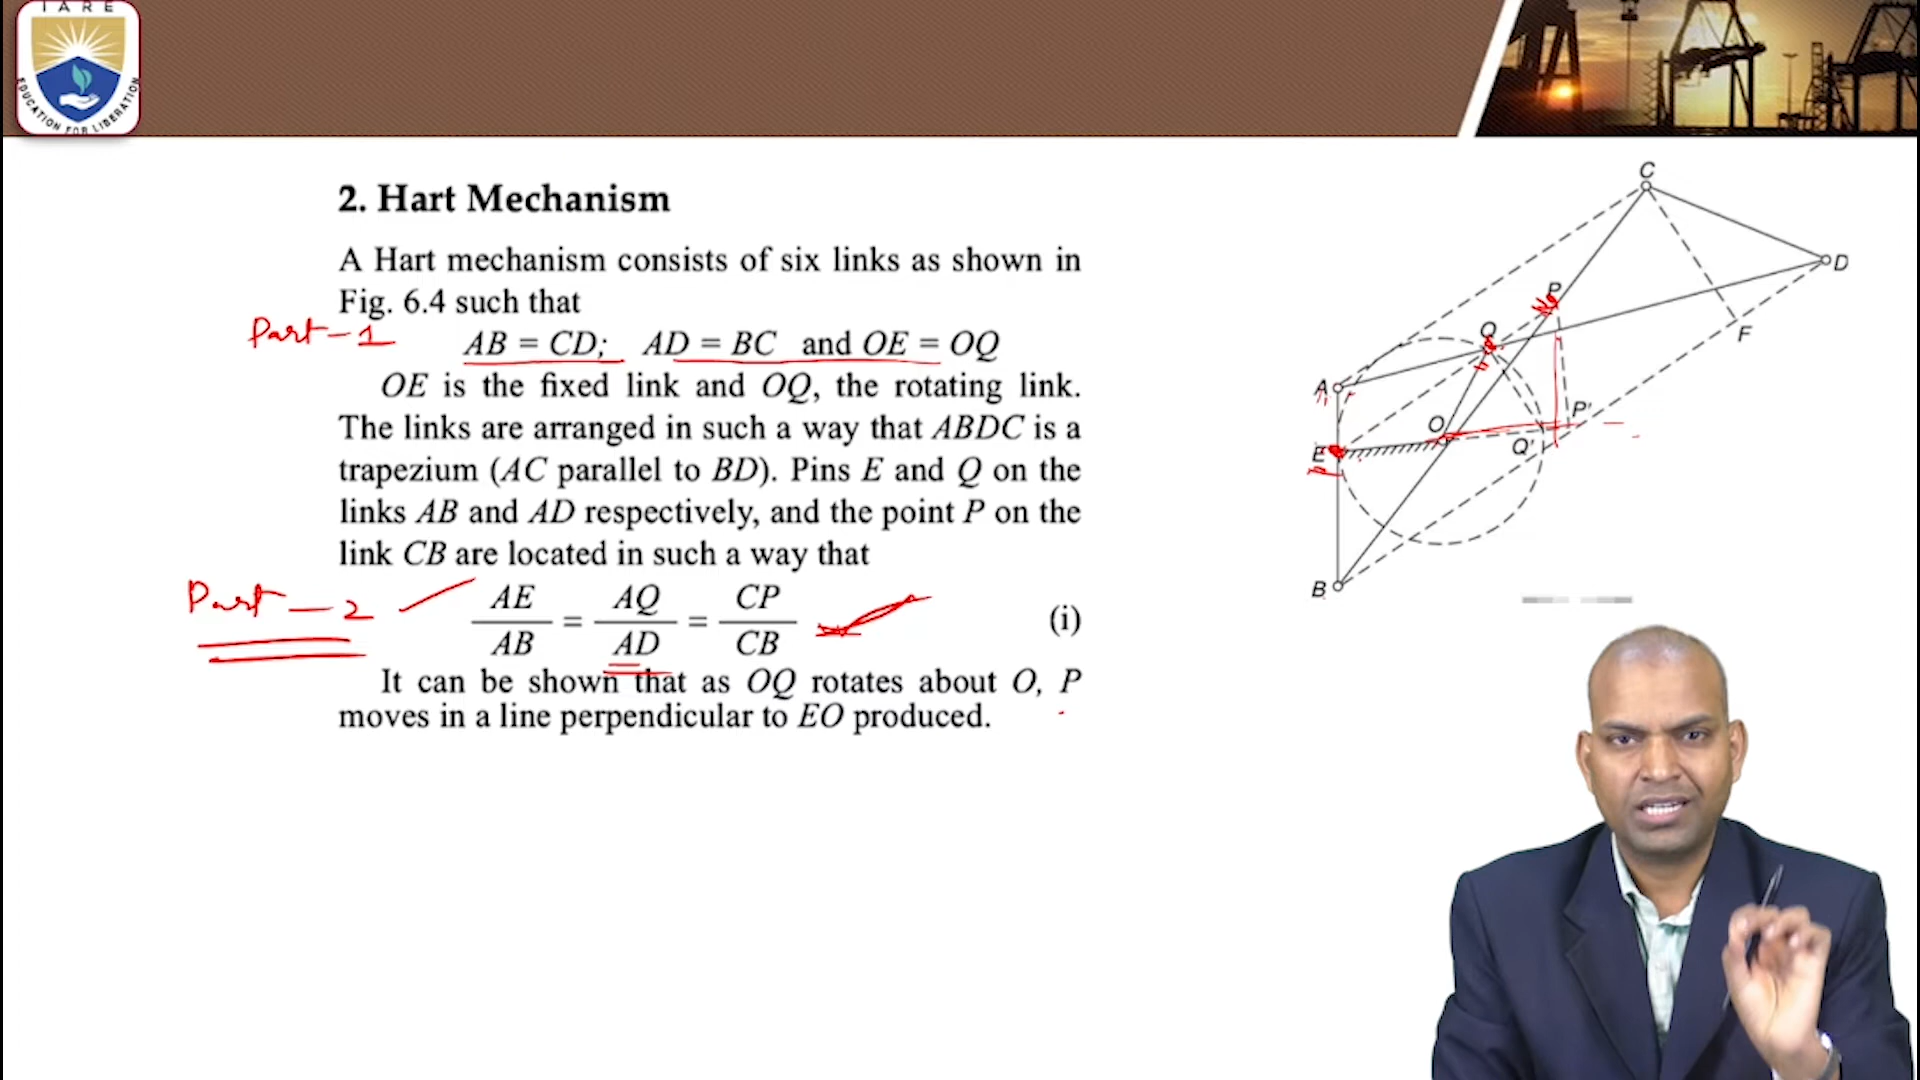 IARE
EDUCATION FOR LIBERATION
2. Hart Mechanism
A Hart mechanism consists of six links as shown in
Fig. 6.4 such that
Part-1
AB = CD; AD = BC and OE = OQ
OE is the fixed link and OQ, the rotating link.
The links are arranged in such a way that ABDC is a
trapezium (AC parallel to BD). Pins E and Q on the
links AB and AD respectively, and the point P on the
link CB are located in such a way that
Part-2
AE/AB = AQ/AD = CP/CB (i)
It can be shown that as OQ rotates about O, P
moves in a line perpendicular to EO produced.
C
D
P
Q
F
A
P'
O
Q'
E
B